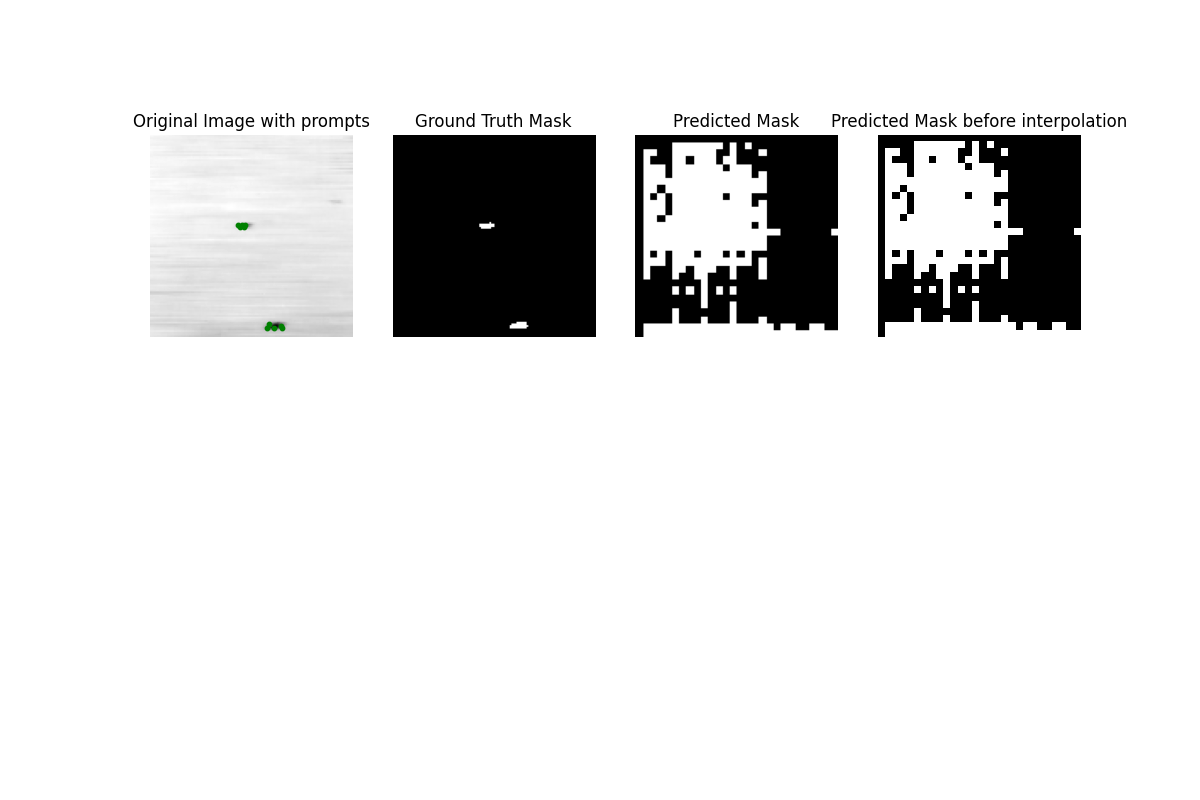 Original Image with prompts
Ground Truth Mask
Predicted Mask
Predicted Mask before interpolation